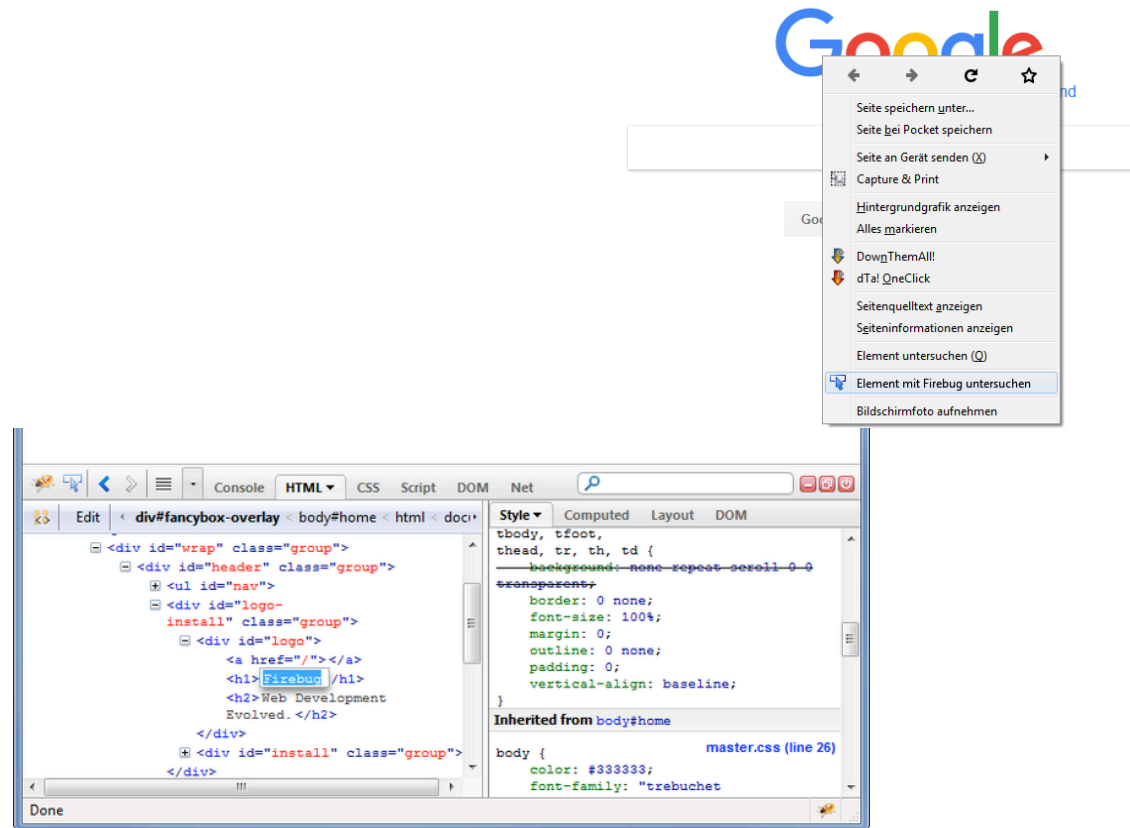 Google
nd
Seite speichern unter...
Seite bei Pocket speichern
Seite an Gerät senden (X)
Capture & Print
Hintergrundgrafik anzeigen
Goo
Alles markieren
DownThemAll!
dTa! OneClick
Seitenquelltext anzeigen
Seiteninformationen anzeigen
Element untersuchen (Q)
Element mit Firebug untersuchen
Bildschirmfoto aufnehmen
Console HTML CSS Script DOM Net
Edit div#fancybox-overlay < body#home < html < docu
<div id="wrap" class="group">
<div id="header" class="group">
<ul id="nav">
<div id="logo-
install" class="group">
<div id="logo">
<a href="/"></a>
<h1>Firebug/h1>
<h2>Web Development
Evolved.</h2>
</div>
<div id="install" class="group">
</div>
Style Computed Layout DOM
tbody, tfoot,
thead, tr, th, td {
background: none repeat scroll 0 0
transparent;
border: 0 none;
font-size: 100%;
margin: 0;
outline: 0 none;
padding: 0;
vertical-align: baseline;
}
Inherited from body#home
body { master.css (line 26)
color: #333333;
font-family: "trebuchet
Done